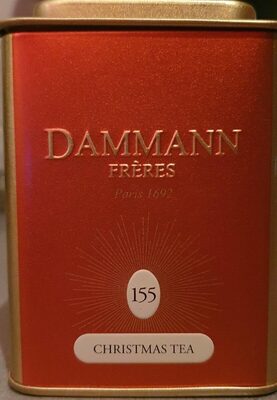 DAMMANN
FRÈRES
Paris 1692
155
CHRISTMAS TEA